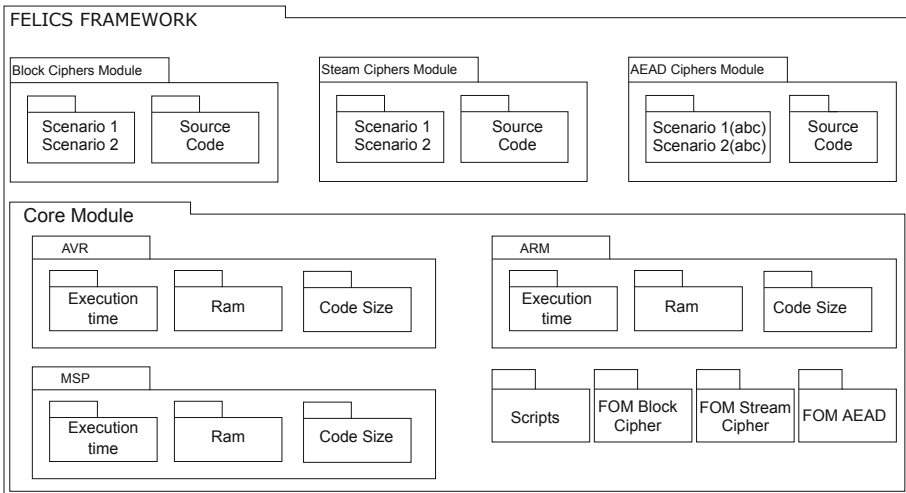 FELICS FRAMEWORK
Block Ciphers Module
Scenario 1
Scenario 2
Source
Code
Steam Ciphers Module
Scenario 1
Scenario 2
Source
Code
AEAD Ciphers Module
Scenario 1(abc)
Scenario 2(abc)
Source
Code
Core Module
AVR
Execution
time
Ram
Code Size
ARM
Execution
time
Ram
Code Size
MSP
Execution
time
Ram
Code Size
Scripts
FOM Block
Cipher
FOM Stream
Cipher
FOM AEAD